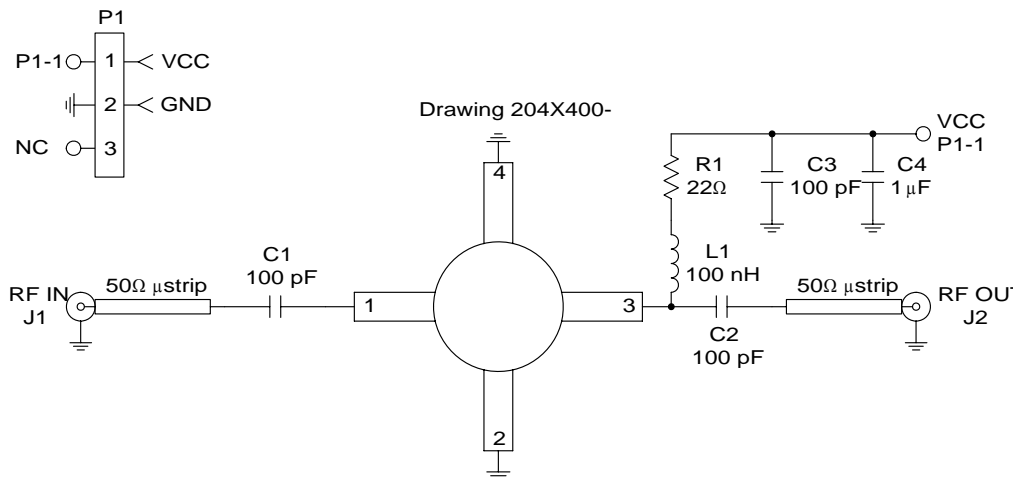 P1
P1-1 1 VCC
2 GND
NC 3
Drawing 204X400-
VCC
P1-1
4
R1
22Ω
C3
100 pF
C4
1 µF
C1
100 pF
L1
100 nH
RF IN
J1
50Ω µstrip
1
3
50Ω µstrip
RF OUT
J2
C2
100 pF
2